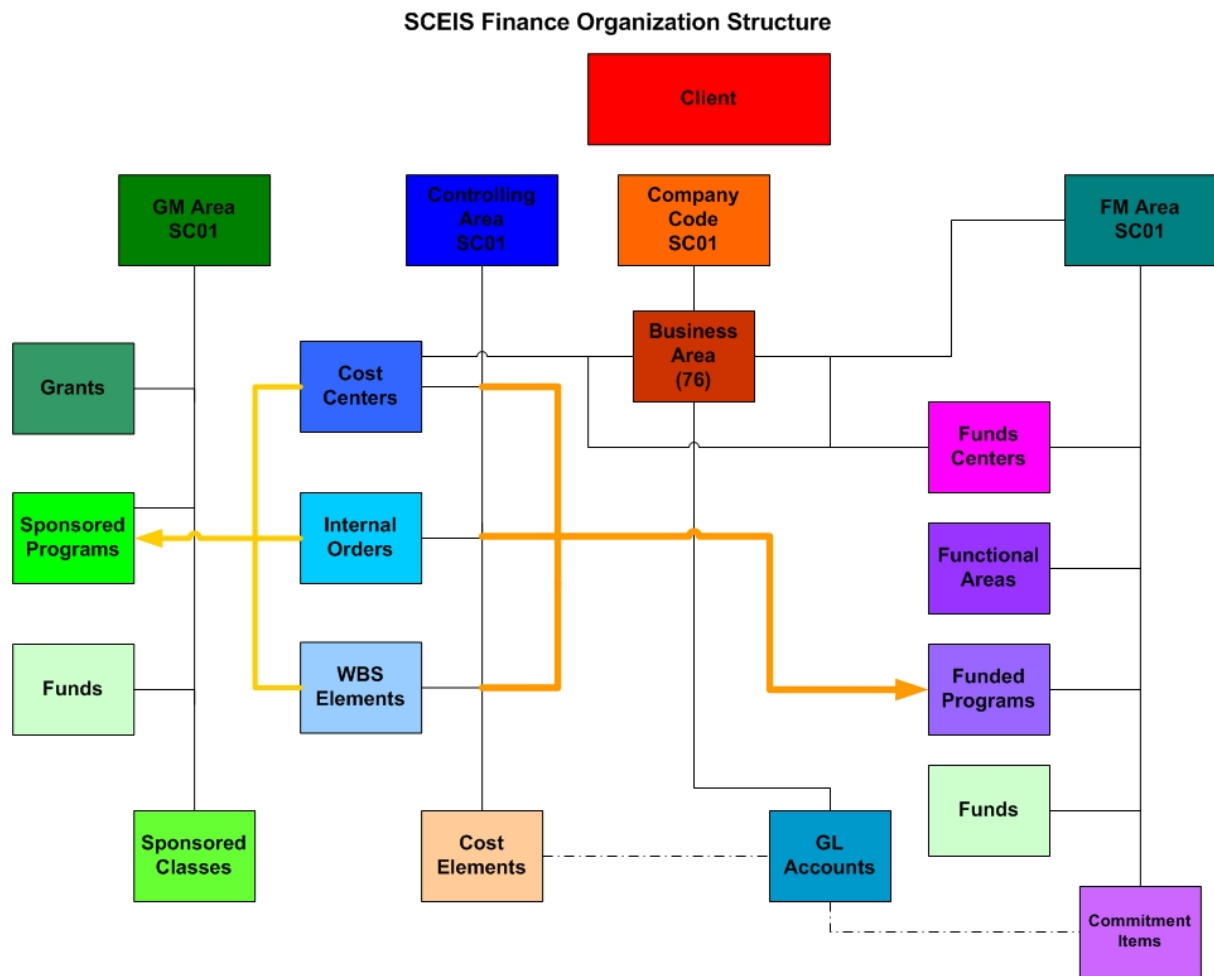 SCEIS Finance Organization Structure
Client
GM Area
SC01
Controlling
Area
SC01
Company
Code
SC01
FM Area
SC01
Business
Area
(76)
Grants
Cost
Centers
Funds
Centers
Sponsored
Programs
Internal
Orders
Functional
Areas
Funds
WBS
Elements
Funded
Programs
Funds
Sponsored
Classes
Cost
Elements
GL
Accounts
Commitment
Items